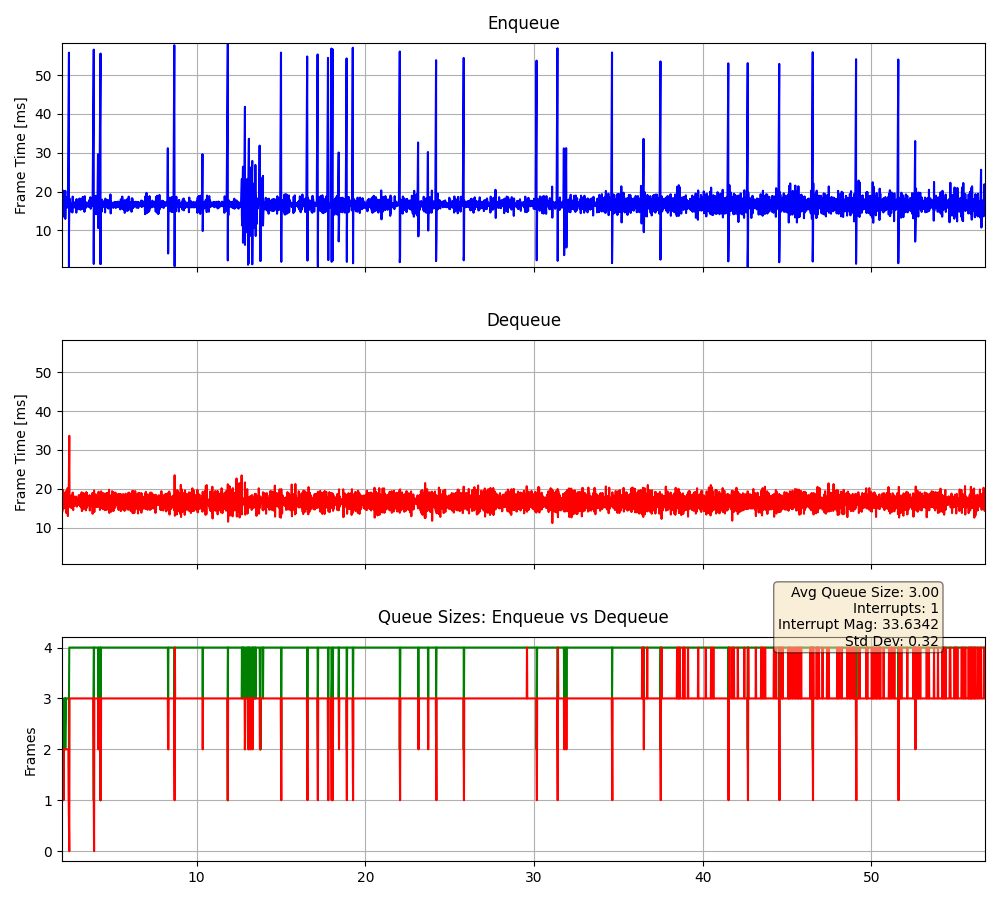 Enqueue
Frame Time [ms]
50
40
30
20
10
Dequeue
Frame Time [ms]
50
40
30
20
10
Avg Queue Size: 3.00
Interrupts: 1
Interrupt Mag: 33.6342
Std Dev: 0.32
Queue Sizes: Enqueue vs Dequeue
Frames
4
3
2
1
0
10 20 30 40 50